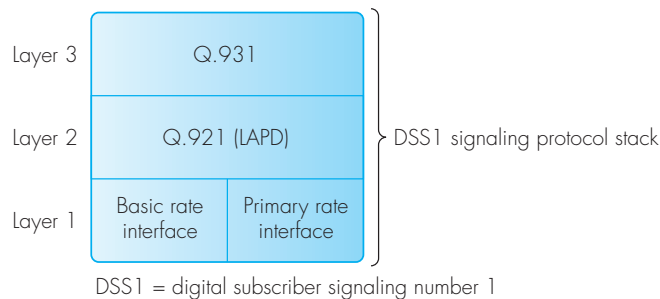 Layer 3
Q.931
Layer 2
Q.921 (LAPD)
DSS1 signaling protocol stack
Layer 1
Basic rate
interface
Primary rate
interface
DSS1 = digital subscriber signaling number 1